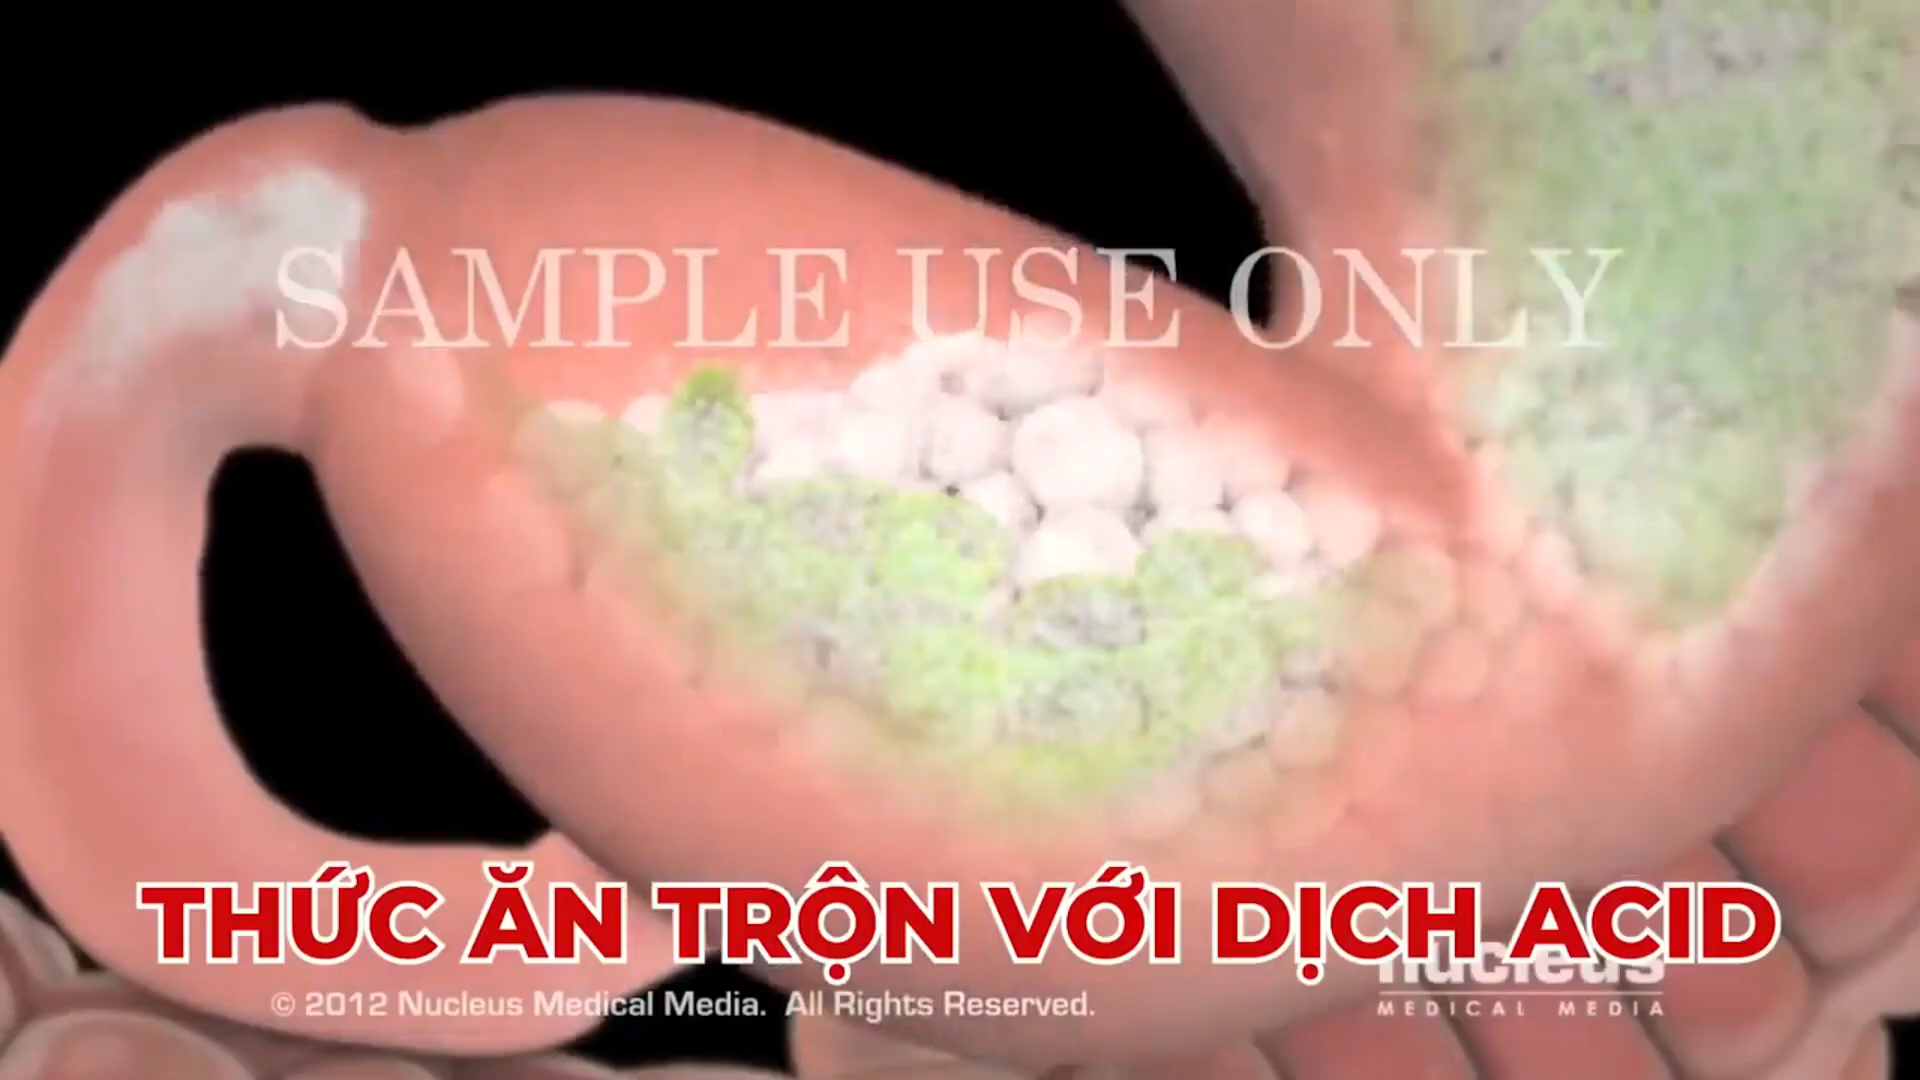 SAMPLE USE ONLY
THỨC ĂN TRỘN VỚI DỊCH ACID
nucleus
© 2012 Nucleus Medical Media. All Rights Reserved.
MEDICAL MEDIA